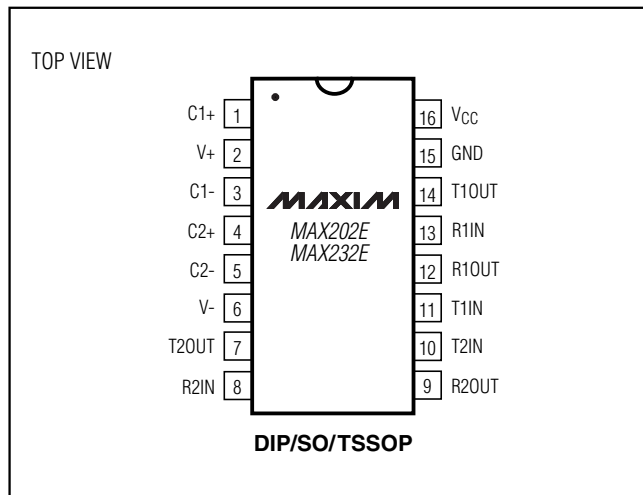 TOP VIEW
C1+ 1
V+ 2
C1- 3
C2+ 4
C2- 5
V- 6
T2OUT 7
R2IN 8
MAXIM
MAX202E
MAX232E
16 VCC
15 GND
14 T1OUT
13 R1IN
12 R1OUT
11 T1IN
10 T2IN
9 R2OUT
DIP/SO/TSSOP